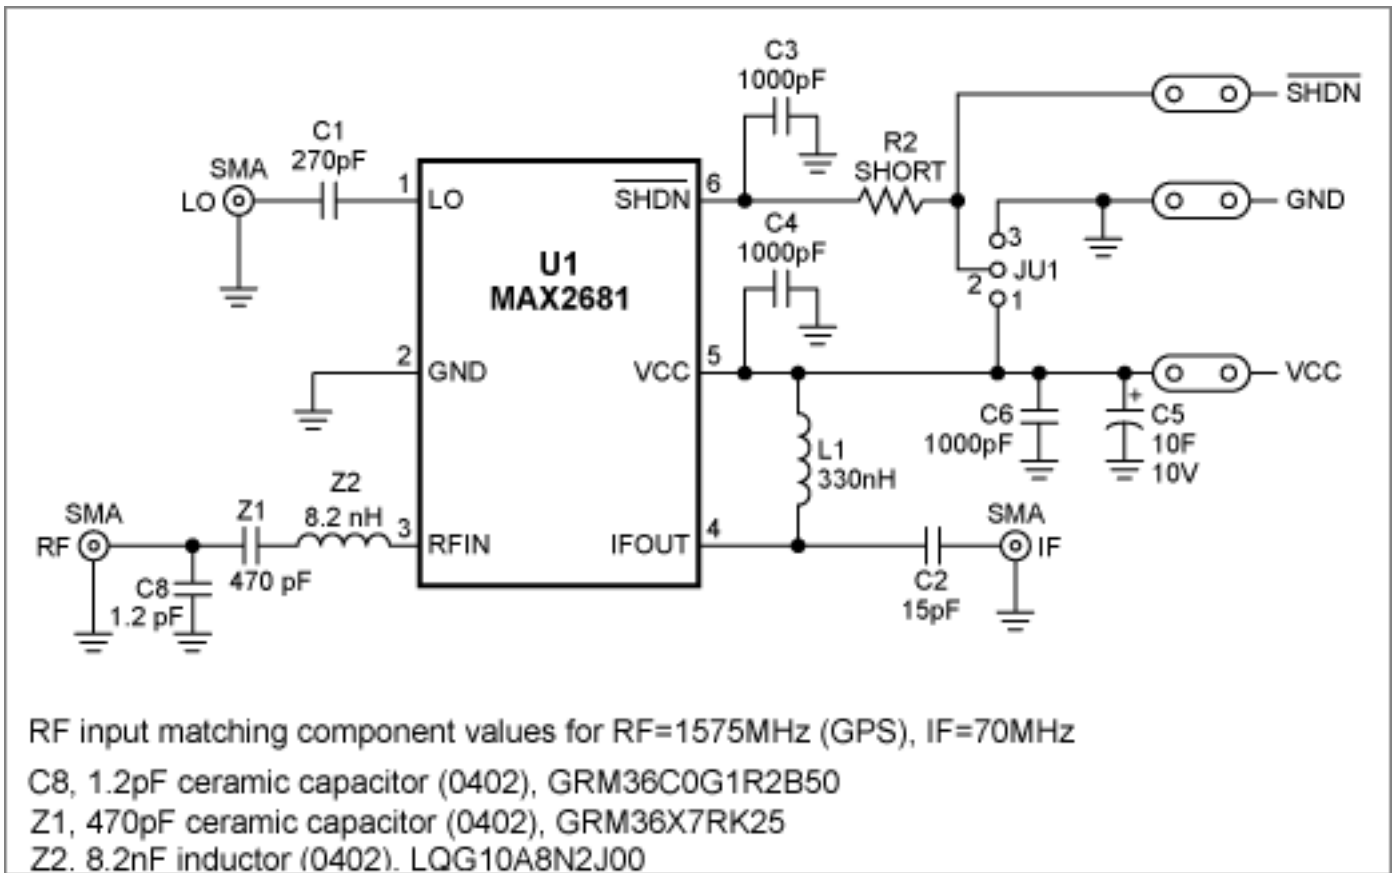 C3
1000pF
SHDN
C1
270pF
R2
SHORT
SMA
LO
1
LO
SHDN
6
GND
C4
1000pF
3
JU1
2
1
U1
MAX2681
2
GND
VCC
5
VCC
+
C6
1000pF
C5
10F
10V
L1
330nH
Z2
8.2 nH
SMA
Z1
SMA
RF
3
RFIN
IFOUT
4
IF
C8
1.2 pF
470 pF
C2
15pF
RF input matching component values for RF=1575MHz (GPS), IF=70MHz
C8, 1.2pF ceramic capacitor (0402), GRM36C0G1R2B50
Z1, 470pF ceramic capacitor (0402), GRM36X7RK25
Z2. 8.2nF inductor (0402). LQG10A8N2J00